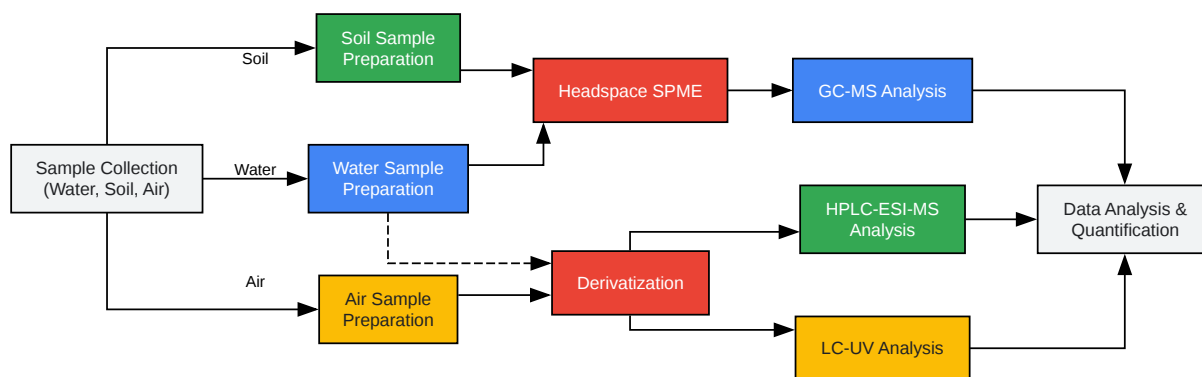 Soil Sample
Preparation
Soil
Headspace SPME
GC-MS Analysis
Sample Collection
(Water, Soil, Air)
Water
Water Sample
Preparation
HPLC-ESI-MS
Analysis
Data Analysis &
Quantification
Air
Derivatization
Air Sample
Preparation
LC-UV Analysis